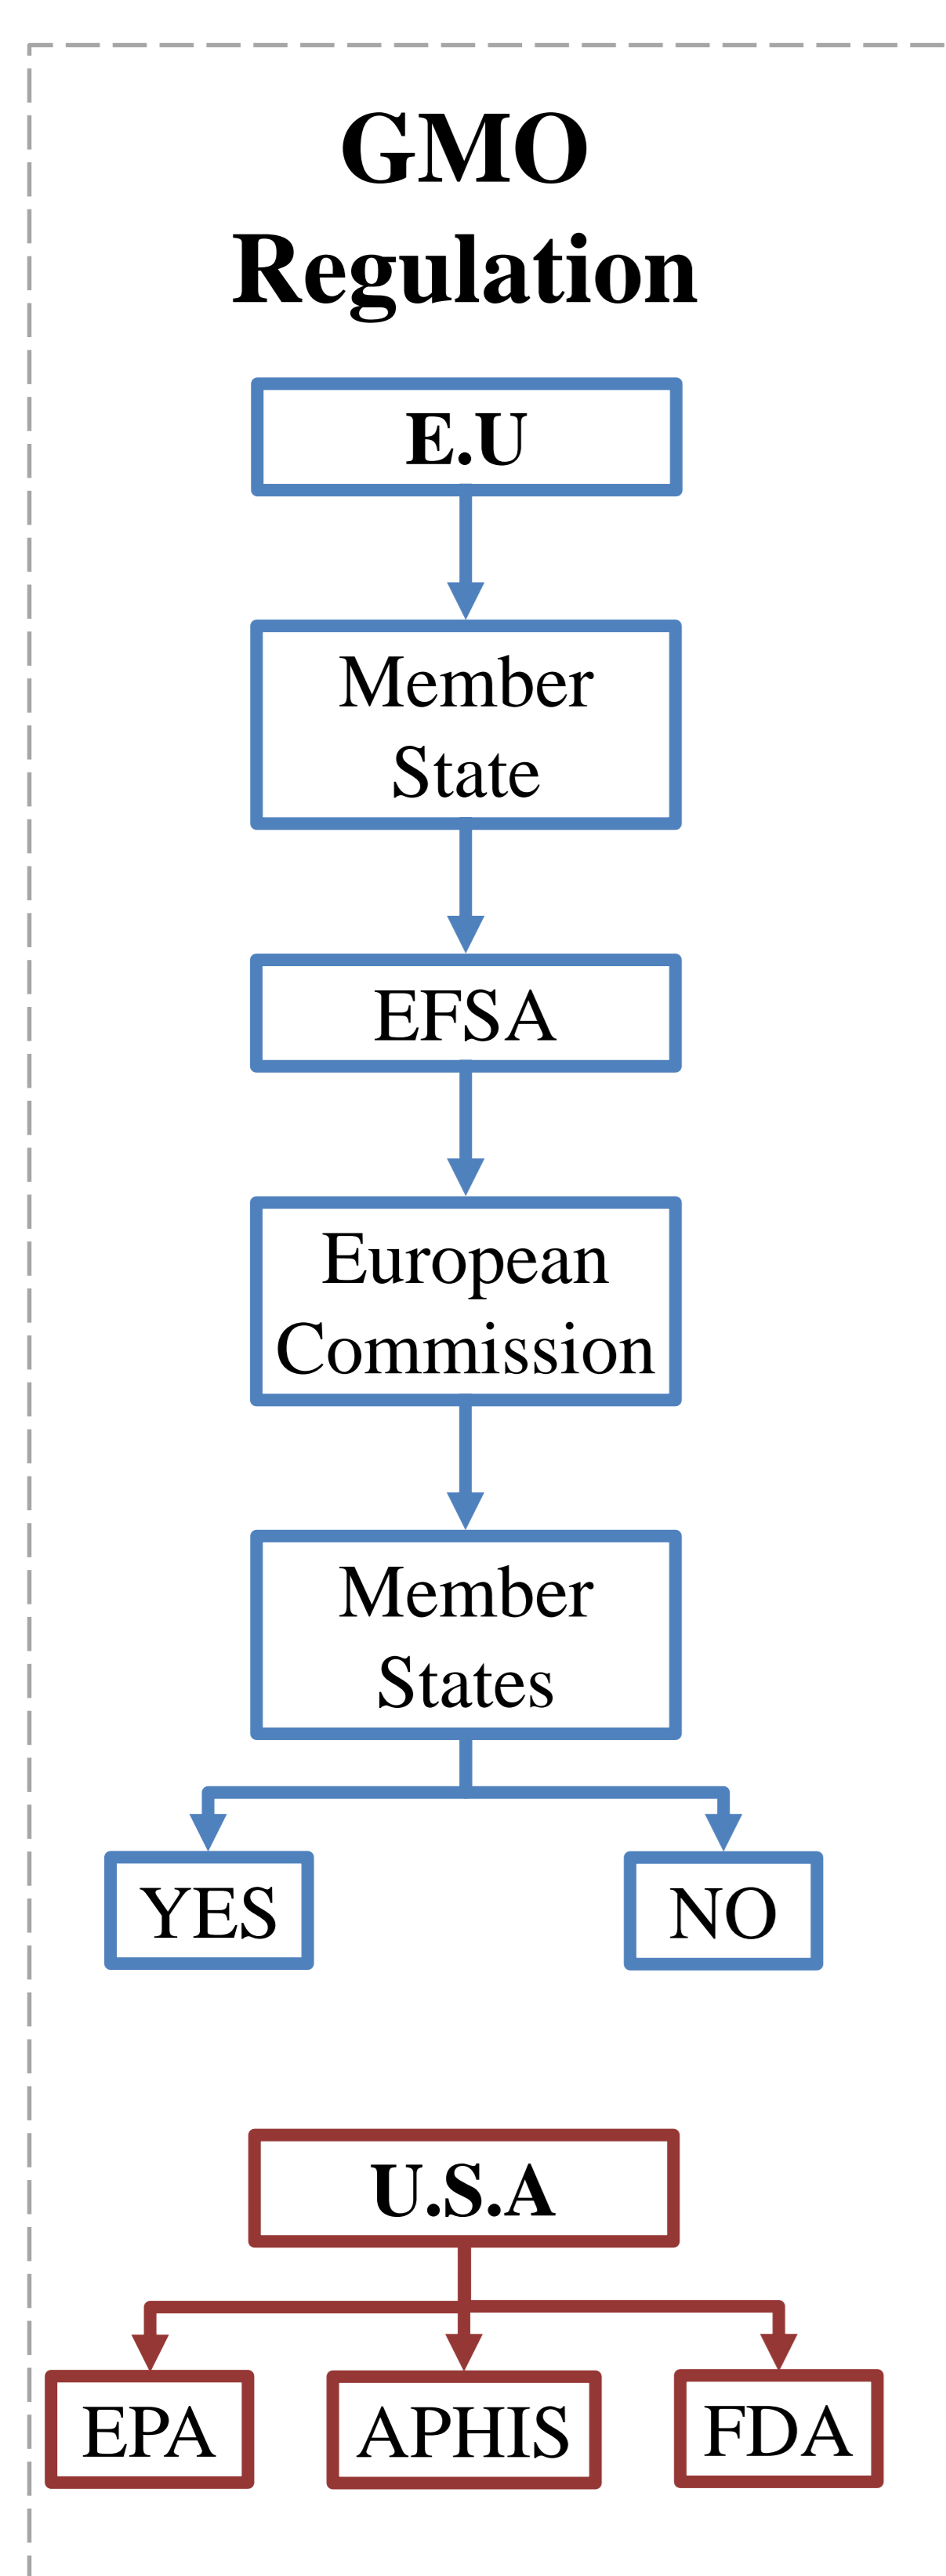 GMO
Regulation
E.U
Member
State
EFSA
European
Commission
Member
States
YES
NO
U.S.A
EPA
APHIS
FDA